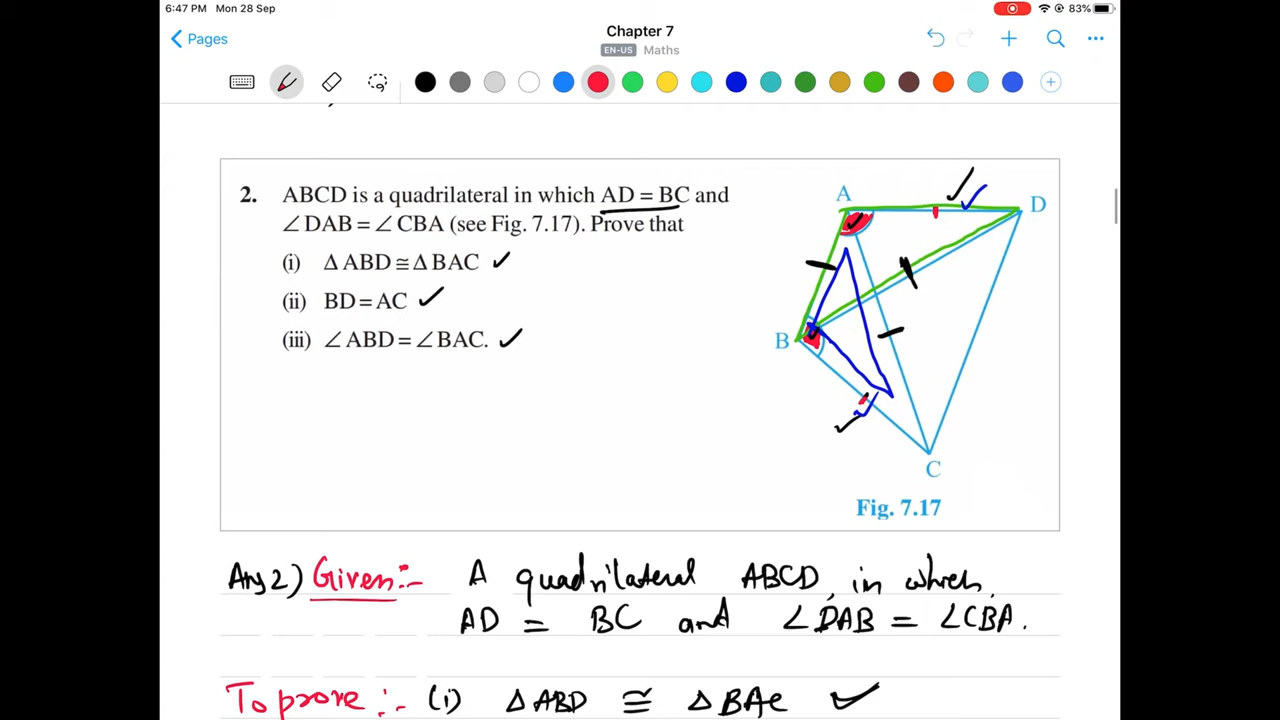 6:47 PM Mon 28 Sep
83%
Pages
Chapter 7
EN-US Maths
2. ABCD is a quadrilateral in which AD = BC and
∠ DAB = ∠ CBA (see Fig. 7.17). Prove that
(i) Δ ABD ≅ Δ BAC ✓
(ii) BD = AC ✓
(iii) ∠ ABD = ∠ BAC. ✓
A
D
B
C
Fig. 7.17
Ans 2) Given:- A quadrilateral ABCD, in which
AD = BC and ∠DAB = ∠CBA.
To prove:- (i) Δ ABD ≅ Δ BAC ✓